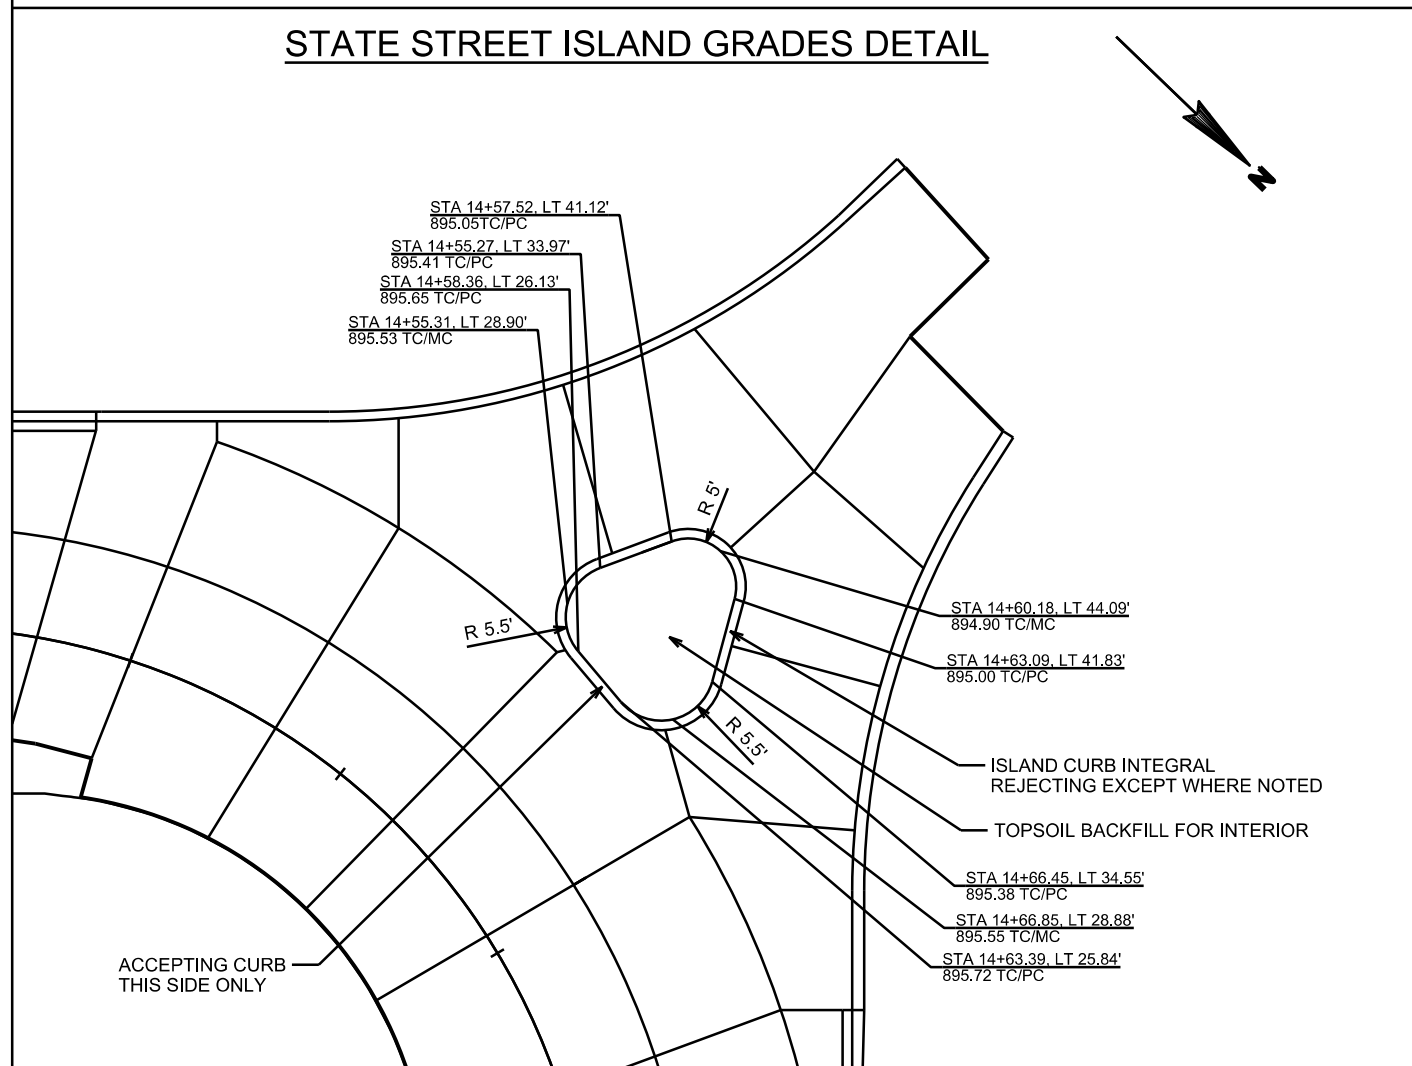 STATE STREET ISLAND GRADES DETAIL
N
STA 14+57.52, LT 41.12'
895.05TC/PC
STA 14+55.27, LT 33.97'
895.41 TC/PC
STA 14+58.36, LT 26.13'
895.65 TC/PC
STA 14+55.31, LT 28.90'
895.53 TC/MC
R 5'
R 5.5'
STA 14+60.18, LT 44.09'
894.90 TC/MC
STA 14+63.09, LT 41.83'
895.00 TC/PC
R 5.5'
ISLAND CURB INTEGRAL
REJECTING EXCEPT WHERE NOTED
TOPSOIL BACKFILL FOR INTERIOR
STA 14+66.45, LT 34.55'
895.38 TC/PC
STA 14+66.85, LT 28.88'
895.55 TC/MC
STA 14+63.39, LT 25.84'
895.72 TC/PC
ACCEPTING CURB
THIS SIDE ONLY